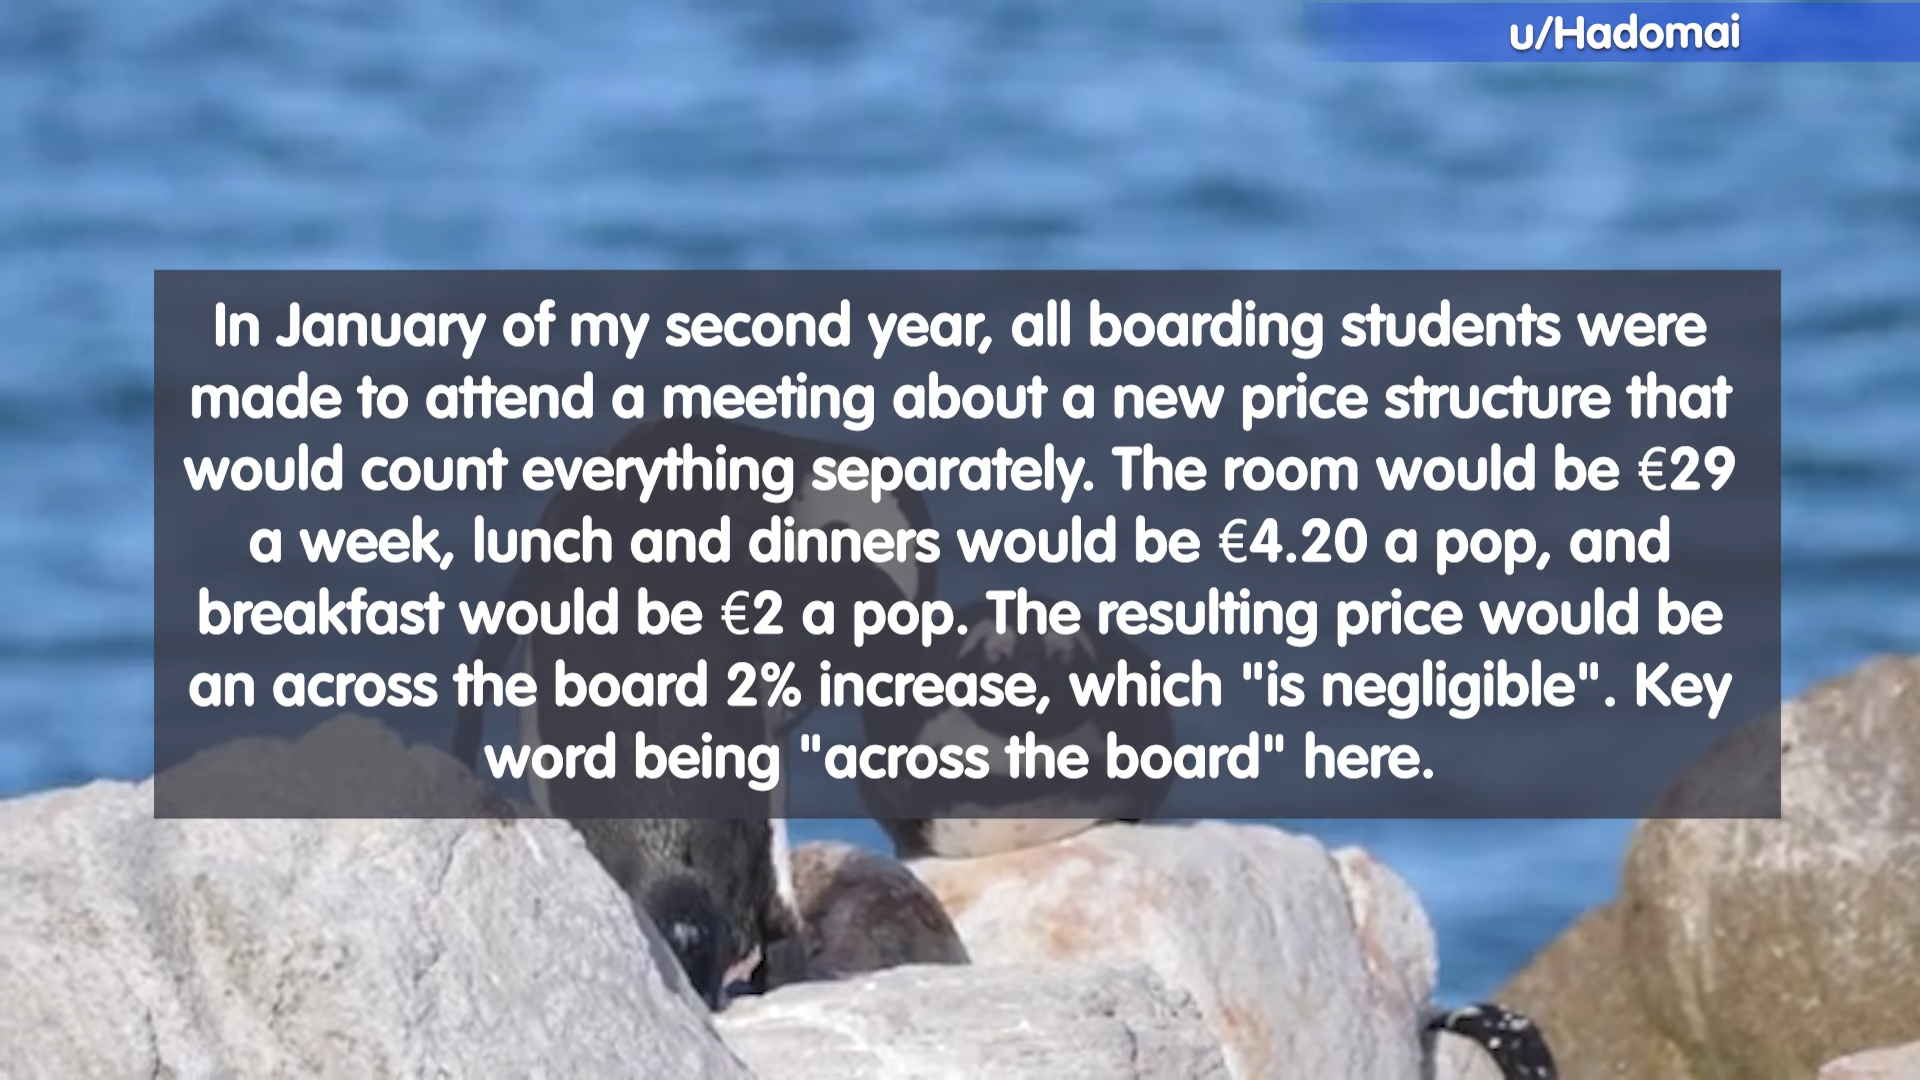 u/Hadomai
In January of my second year, all boarding students were
made to attend a meeting about a new price structure that
would count everything separately. The room would be €29
a week, lunch and dinners would be €4.20 a pop, and
breakfast would be €2 a pop. The resulting price would be
an across the board 2% increase, which "is negligible". Key
word being "across the board" here.